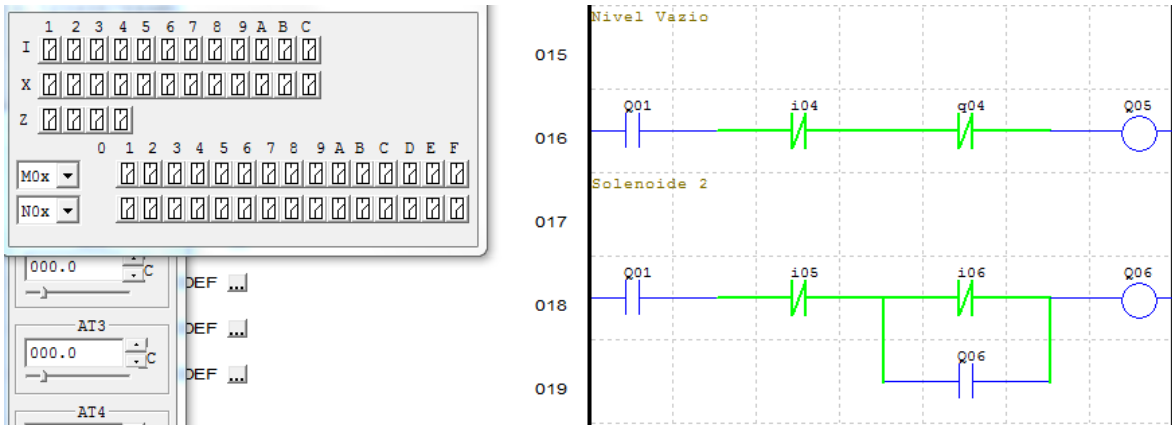 1 2 3 4 5 6 7 8 9 A B C
I
X
Z
0 1 2 3 4 5 6 7 8 9 A B C D E F
M0x
N0x
000.0 C
DEF ...
AT3
DEF ...
000.0 C
DEF ...
AT4
Nivel Vazio
015
Q01 i04 q04 Q05
016
Solenoide 2
017
Q01 i05 i06 Q06
018
Q06
019